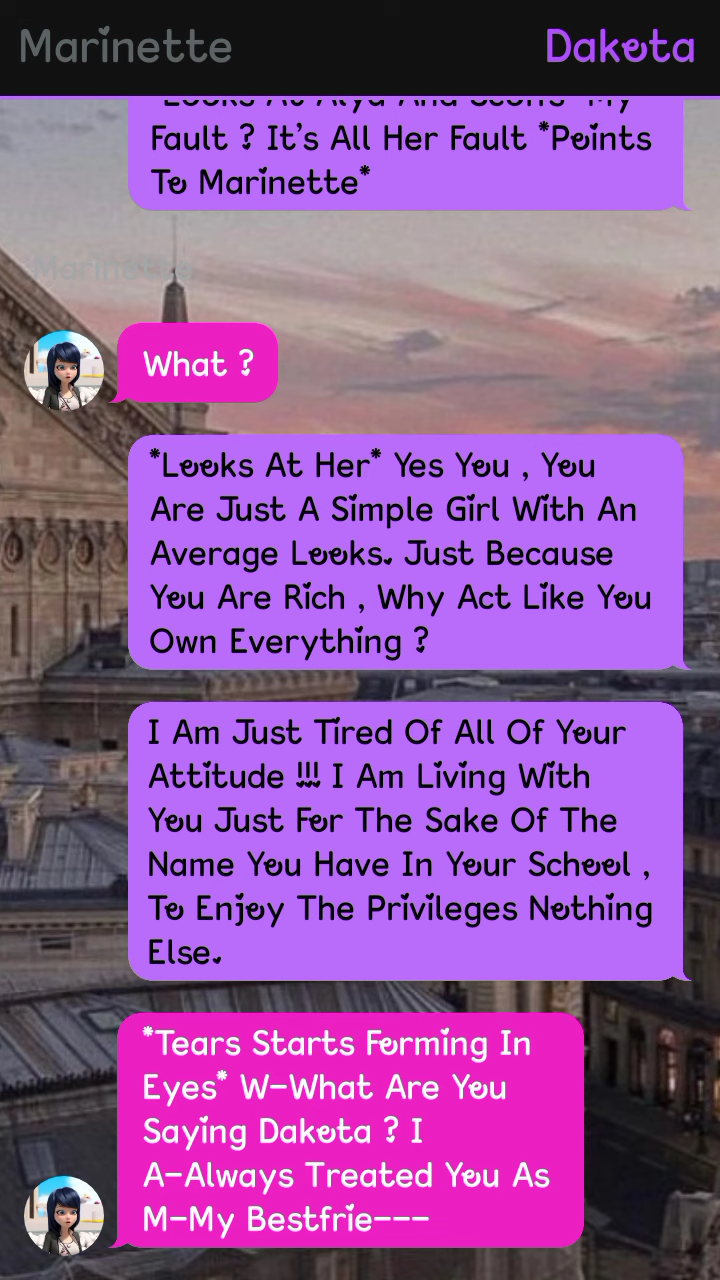 Marinette
Dakota
Fault ? It's All Her Fault *Points
To Marinette*
Marinette
What ?
*Looks At Her* Yes You , You
Are Just A Simple Girl With An
Average Looks. Just Because
You Are Rich , Why Act Like You
Own Everything ?
I Am Just Tired Of All Of Your
Attitude !!! I Am Living With
You Just For The Sake Of The
Name You Have In Your School ,
To Enjoy The Privileges Nothing
Else.
*Tears Starts Forming In
Eyes* W-What Are You
Saying Dakota ? I
A-Always Treated You As
M-My Bestfrie---